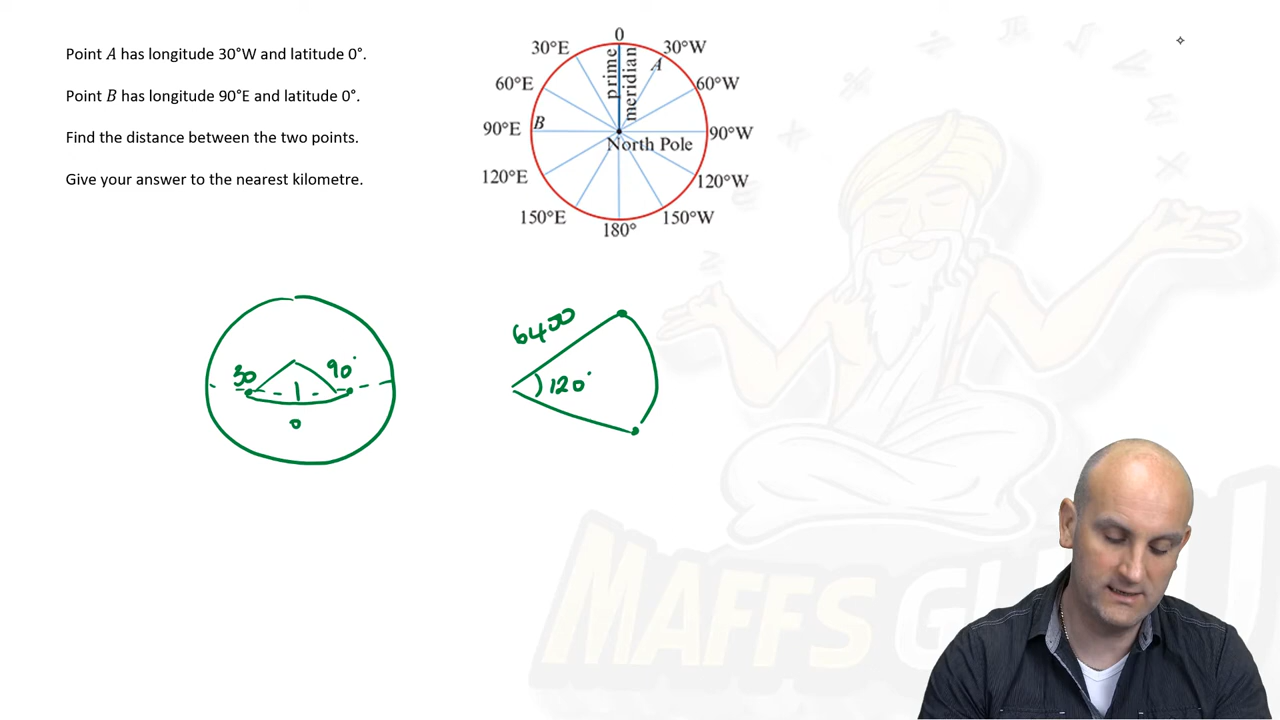 Point A has longitude 30°W and latitude 0°.
Point B has longitude 90°E and latitude 0°.
Find the distance between the two points.
Give your answer to the nearest kilometre.
0
30°E
30°W
prime
meridian
A
60°E
60°W
90°E
B
90°W
North Pole
120°E
120°W
150°E
150°W
180°
30
90°
0
6400
120°
MAFFS GU